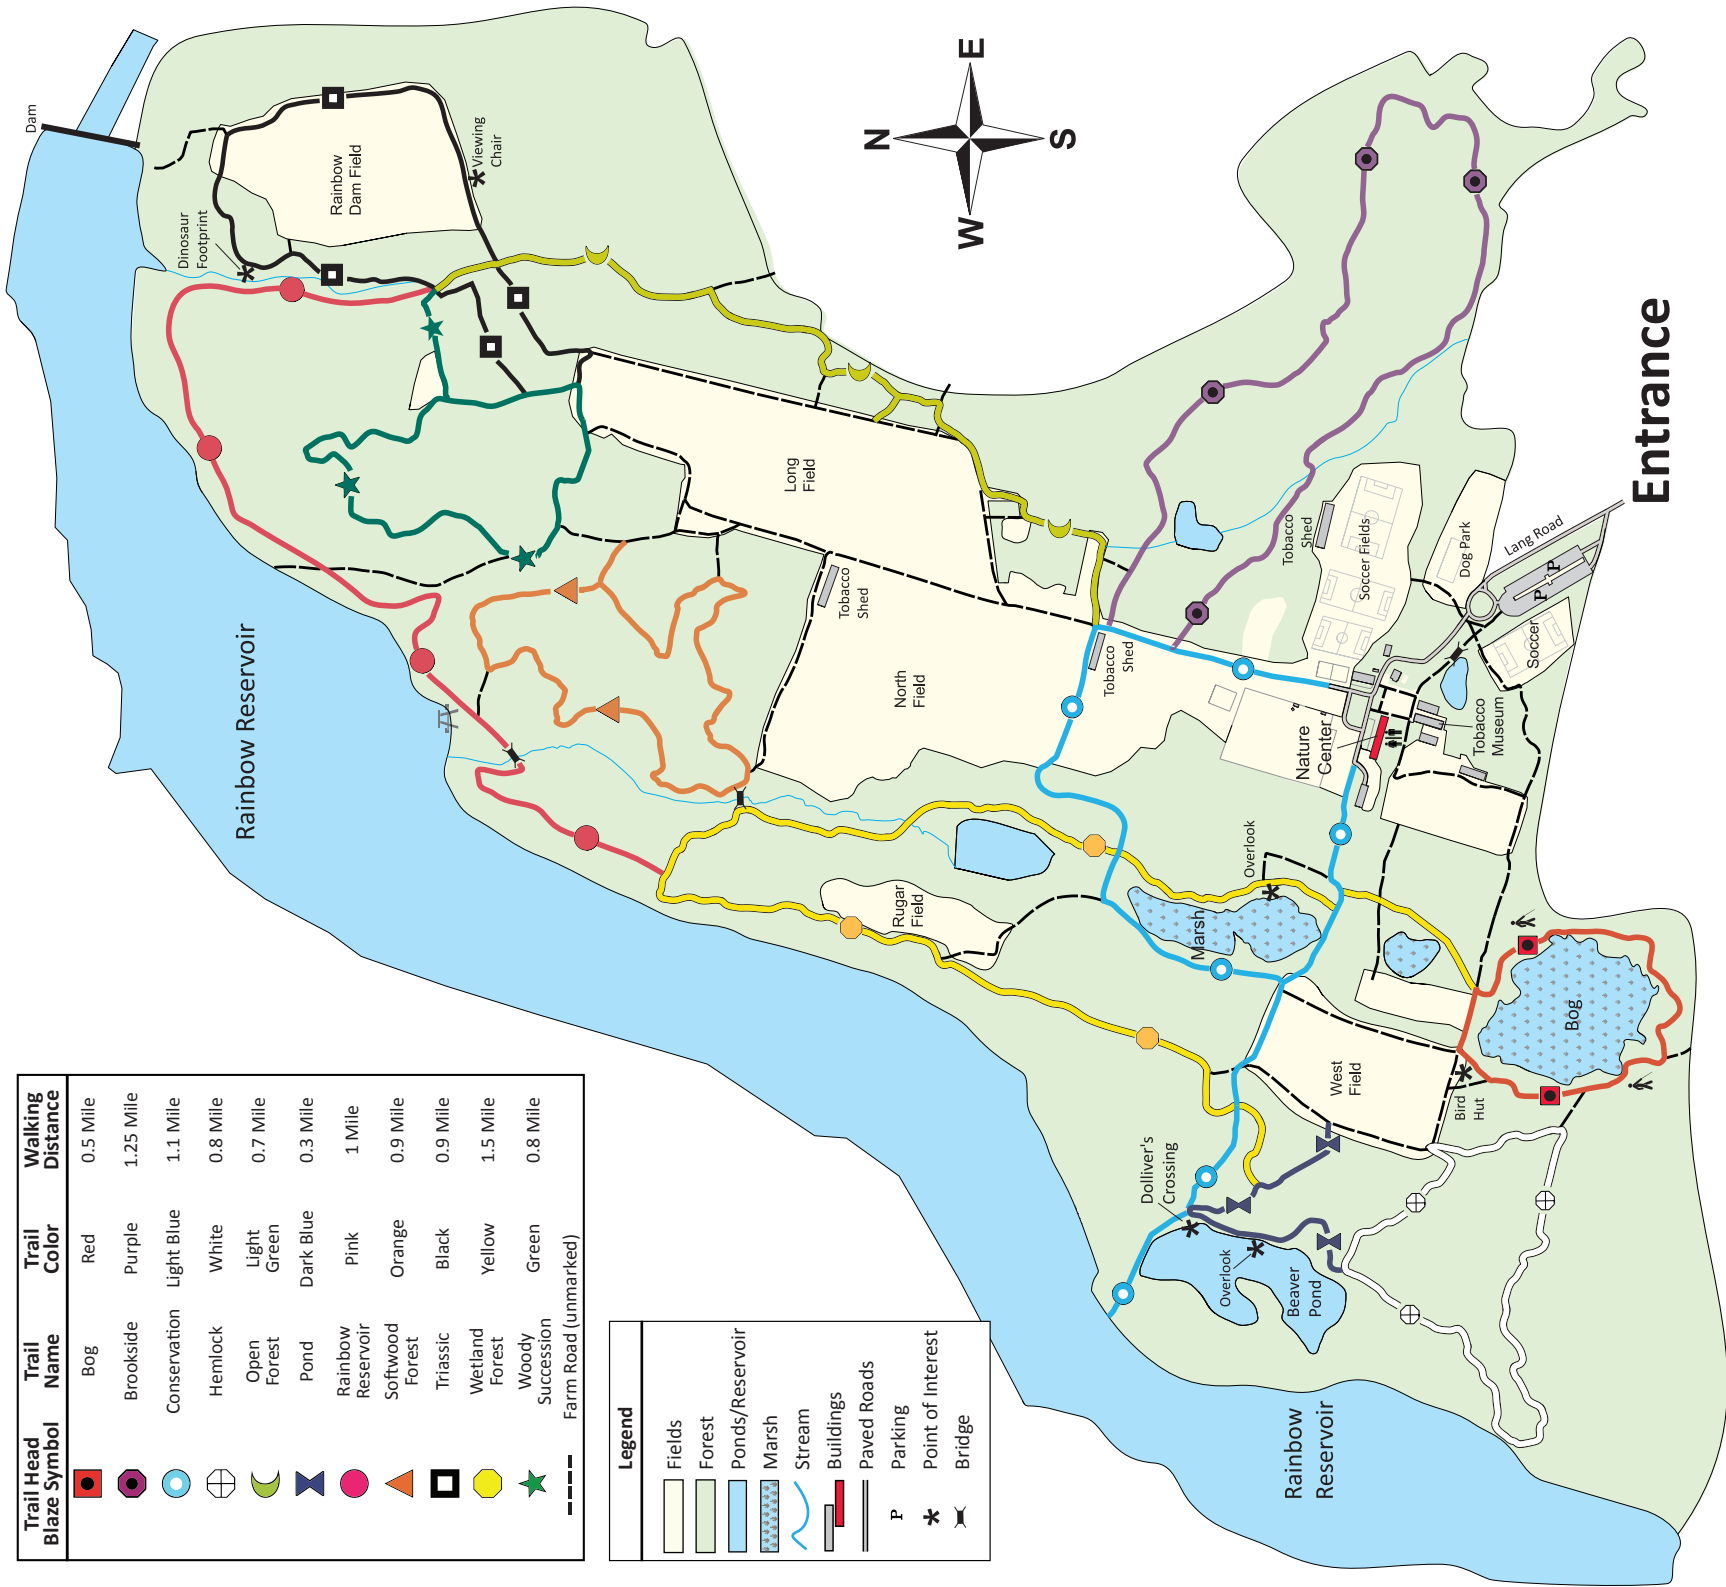 Dam
Dinosaur
Footprint
Rainbow
Dam Field
Viewing
Chair
N
E
S
W
Rainbow Reservoir
Long
Field
Tobacco
Shed
North
Field
Tobacco
Shed
Tobacco
Shed
Soccer Fields
Dog Park
Lang Road
P
P
Entrance
Soccer
Nature
Center
Tobacco
Museum
Overlook
Rugar
Field
Marsh
Bog
West
Field
Bird
Hut
Dolliver's
Crossing
Overlook
Beaver
Pond
Rainbow
Reservoir
Trail Head
Blaze Symbol
Trail
Name
Trail
Color
Walking
Distance
Bog Red 0.5 Mile
Brookside Purple 1.25 Mile
Conservation Light Blue 1.1 Mile
Hemlock White 0.8 Mile
Open
Forest
Light
Green
0.7 Mile
Pond Dark Blue 0.3 Mile
Rainbow
Reservoir
Pink 1 Mile
Softwood
Forest
Orange 0.9 Mile
Triassic Black 0.9 Mile
Wetland
Forest
Yellow 1.5 Mile
Woody
Succession
Green 0.8 Mile
Farm Road (unmarked)
Legend
Fields
Forest
Ponds/Reservoir
Marsh
Stream
Buildings
Paved Roads
P Parking
Point of Interest
Bridge